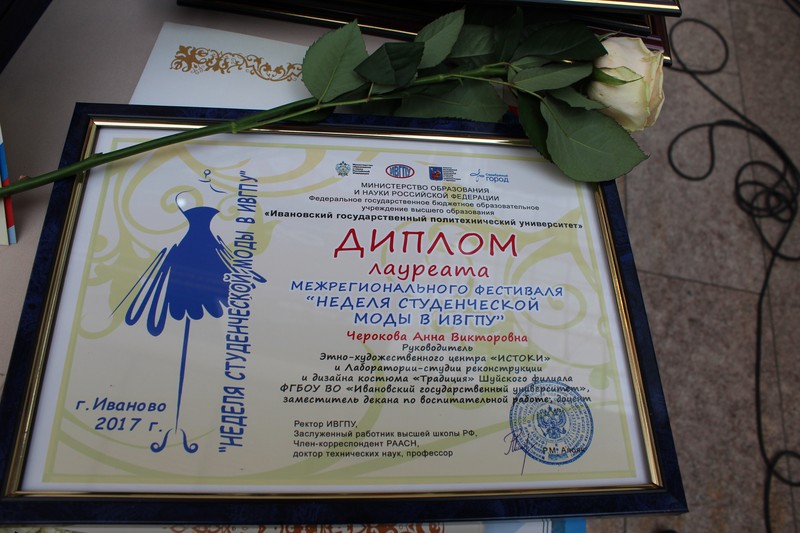 ИВГПУ
город
МИНИСТЕРСТВО ОБРАЗОВАНИЯ
И НАУКИ РОССИЙСКОЙ ФЕДЕРАЦИИ
Федеральное государственное бюджетное образовательное
учреждение высшего образования
«Ивановский государственный политехнический университет»
ДИПЛОМ
лауреата
МЕЖРЕГИОНАЛЬНОГО ФЕСТИВАЛЯ
"НЕДЕЛЯ СТУДЕНЧЕСКОЙ
МОДЫ В ИВГПУ"
Черокова Анна Викторовна
Руководитель
Этно-художественного центра «ИСТОКИ»
и Лаборатории-студии реконструкции
и дизайна костюма «Традиция» Шуйского филиала
ФГБОУ ВО «Ивановский государственный университет»,
заместитель декана по воспитательной работе, доцент
"НЕДЕЛЯ СТУДЕНЧЕСКОЙ МОДЫ В ИВГПУ"
г. Иваново
2017 г.
Ректор ИВГПУ,
Заслуженный работник высшей школы РФ,
Член-корреспондент РААСН,
доктор технических наук, профессор
Р.М. Алоян